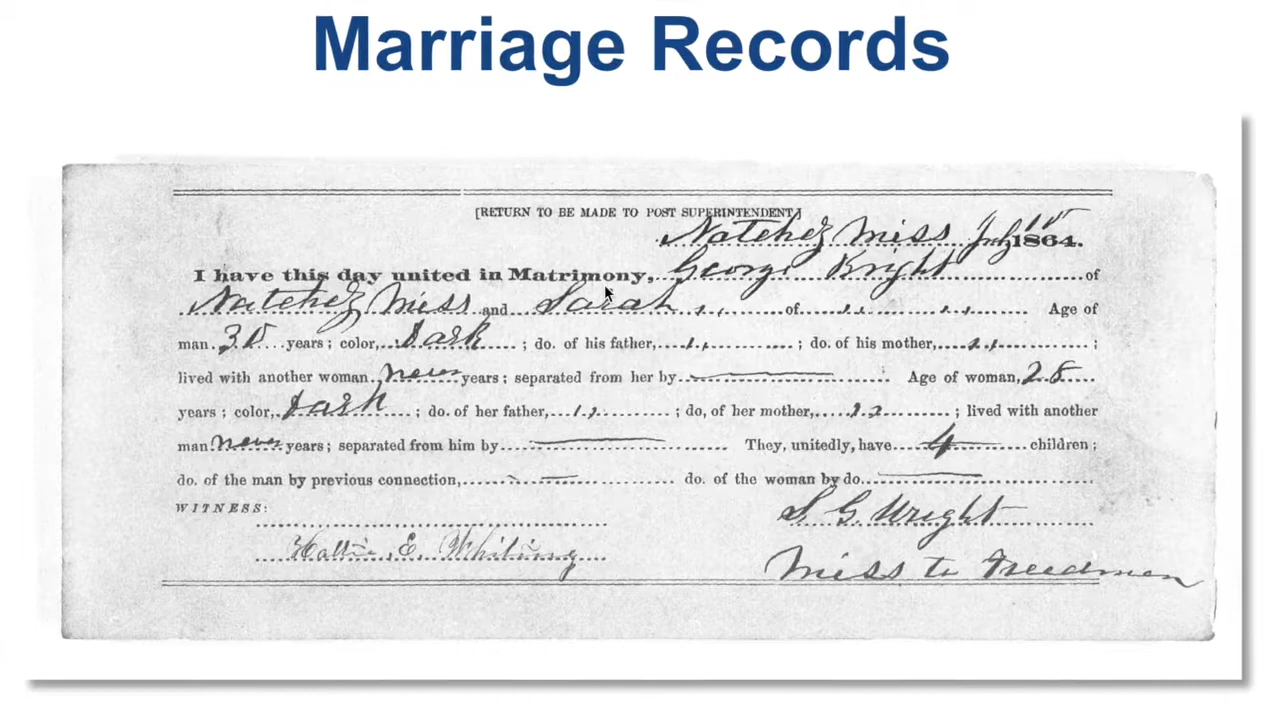 Marriage Records
[RETURN TO BE MADE TO POST SUPERINTENDENT,]
Natchez Miss July 1864.
I have this day united in Matrimony, George Bright of
Natchez Miss and Sarah " of " " Age of
man 30 years; color, Dark; do. of his father, "; do. of his mother, ";
lived with another woman never years; separated from her by — Age of woman, 28
years; color, Dark; do. of her father, "; do, of her mother, "; lived with another
man never years; separated from him by — They, unitedly, have 4 children;
do. of the man by previous connection, — do. of the woman by do. —
WITNESS:
S G Wright
Hattie E. Whiting
Miss to Freedmen